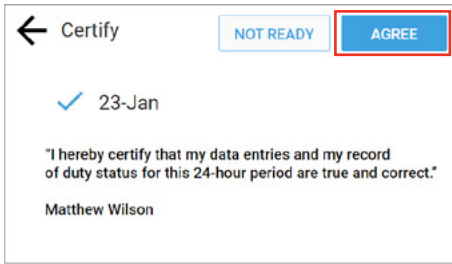 Certify
NOT READY
AGREE
23-Jan
"I hereby certify that my data entries and my record
of duty status for this 24-hour period are true and correct."
Matthew Wilson